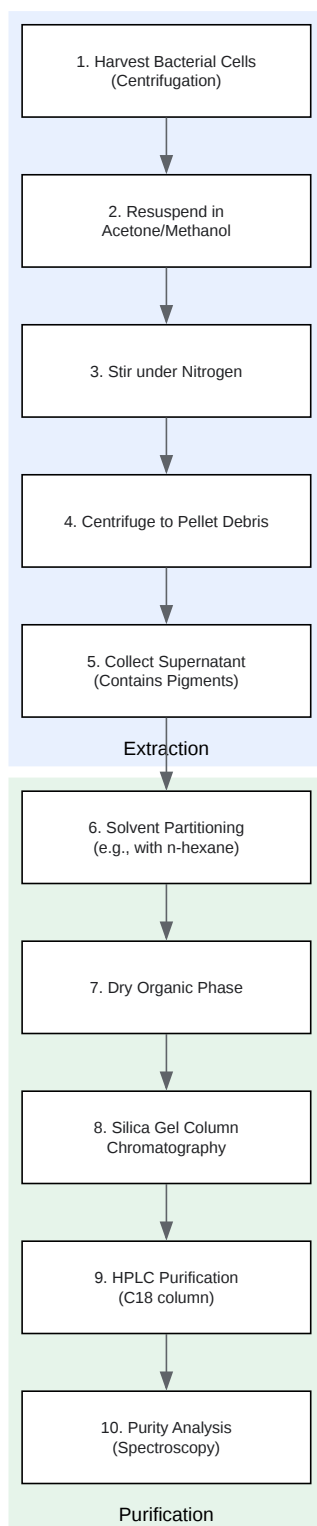 1. Harvest Bacterial Cells
(Centrifugation)
2. Resuspend in
Acetone/Methanol
3. Stir under Nitrogen
4. Centrifuge to Pellet Debris
5. Collect Supernatant
(Contains Pigments)
Extraction
6. Solvent Partitioning
(e.g., with n-hexane)
7. Dry Organic Phase
8. Silica Gel Column
Chromatography
9. HPLC Purification
(C18 column)
10. Purity Analysis
(Spectroscopy)
Purification